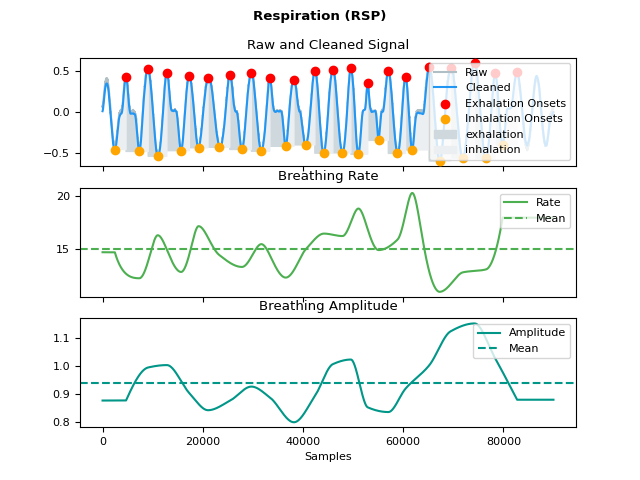 Respiration (RSP)
Raw and Cleaned Signal
0.5
0.0
−0.5
Raw
Cleaned
Exhalation Onsets
Inhalation Onsets
exhalation
inhalation
Breathing Rate
20
15
Rate
Mean
Breathing Amplitude
1.1
1.0
0.9
0.8
Amplitude
Mean
0 20000 40000 60000 80000
Samples